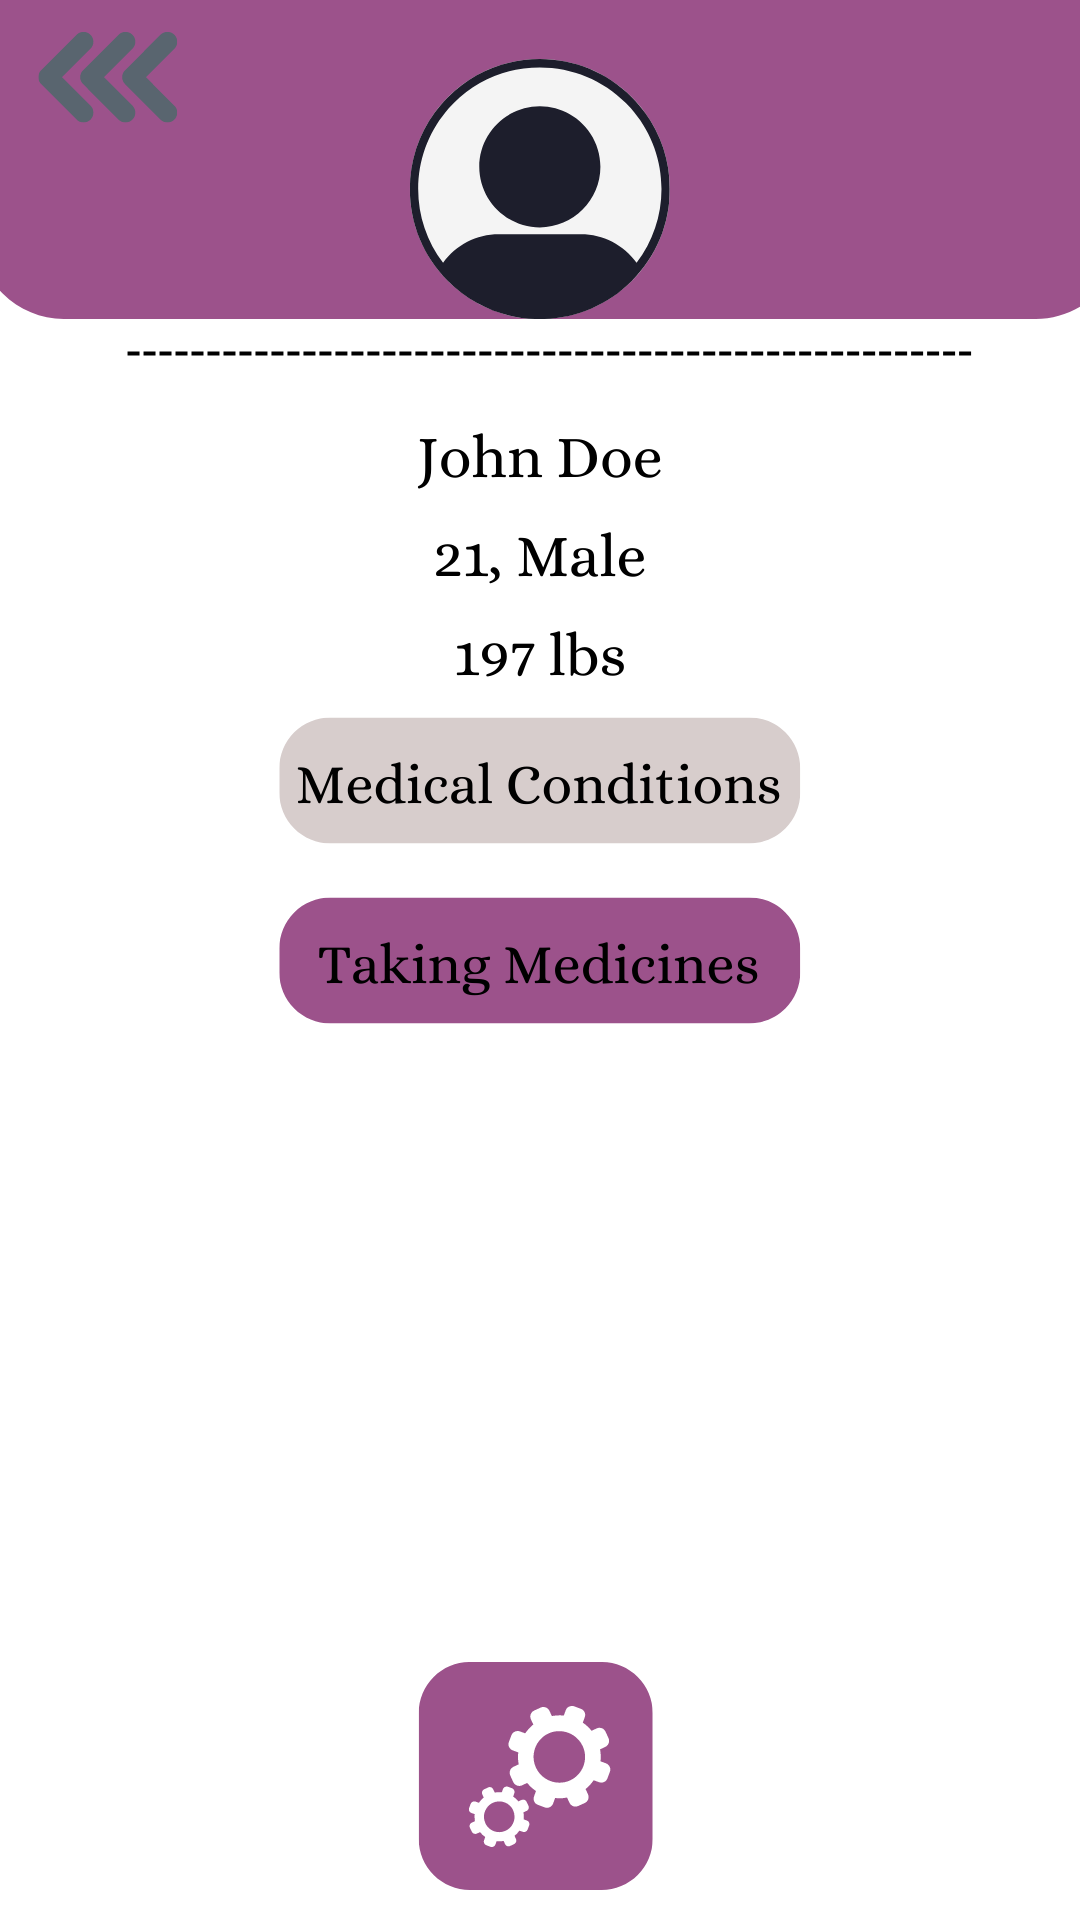 John Doe
21, Male
197 lbs
Medical Conditions
Taking Medicines